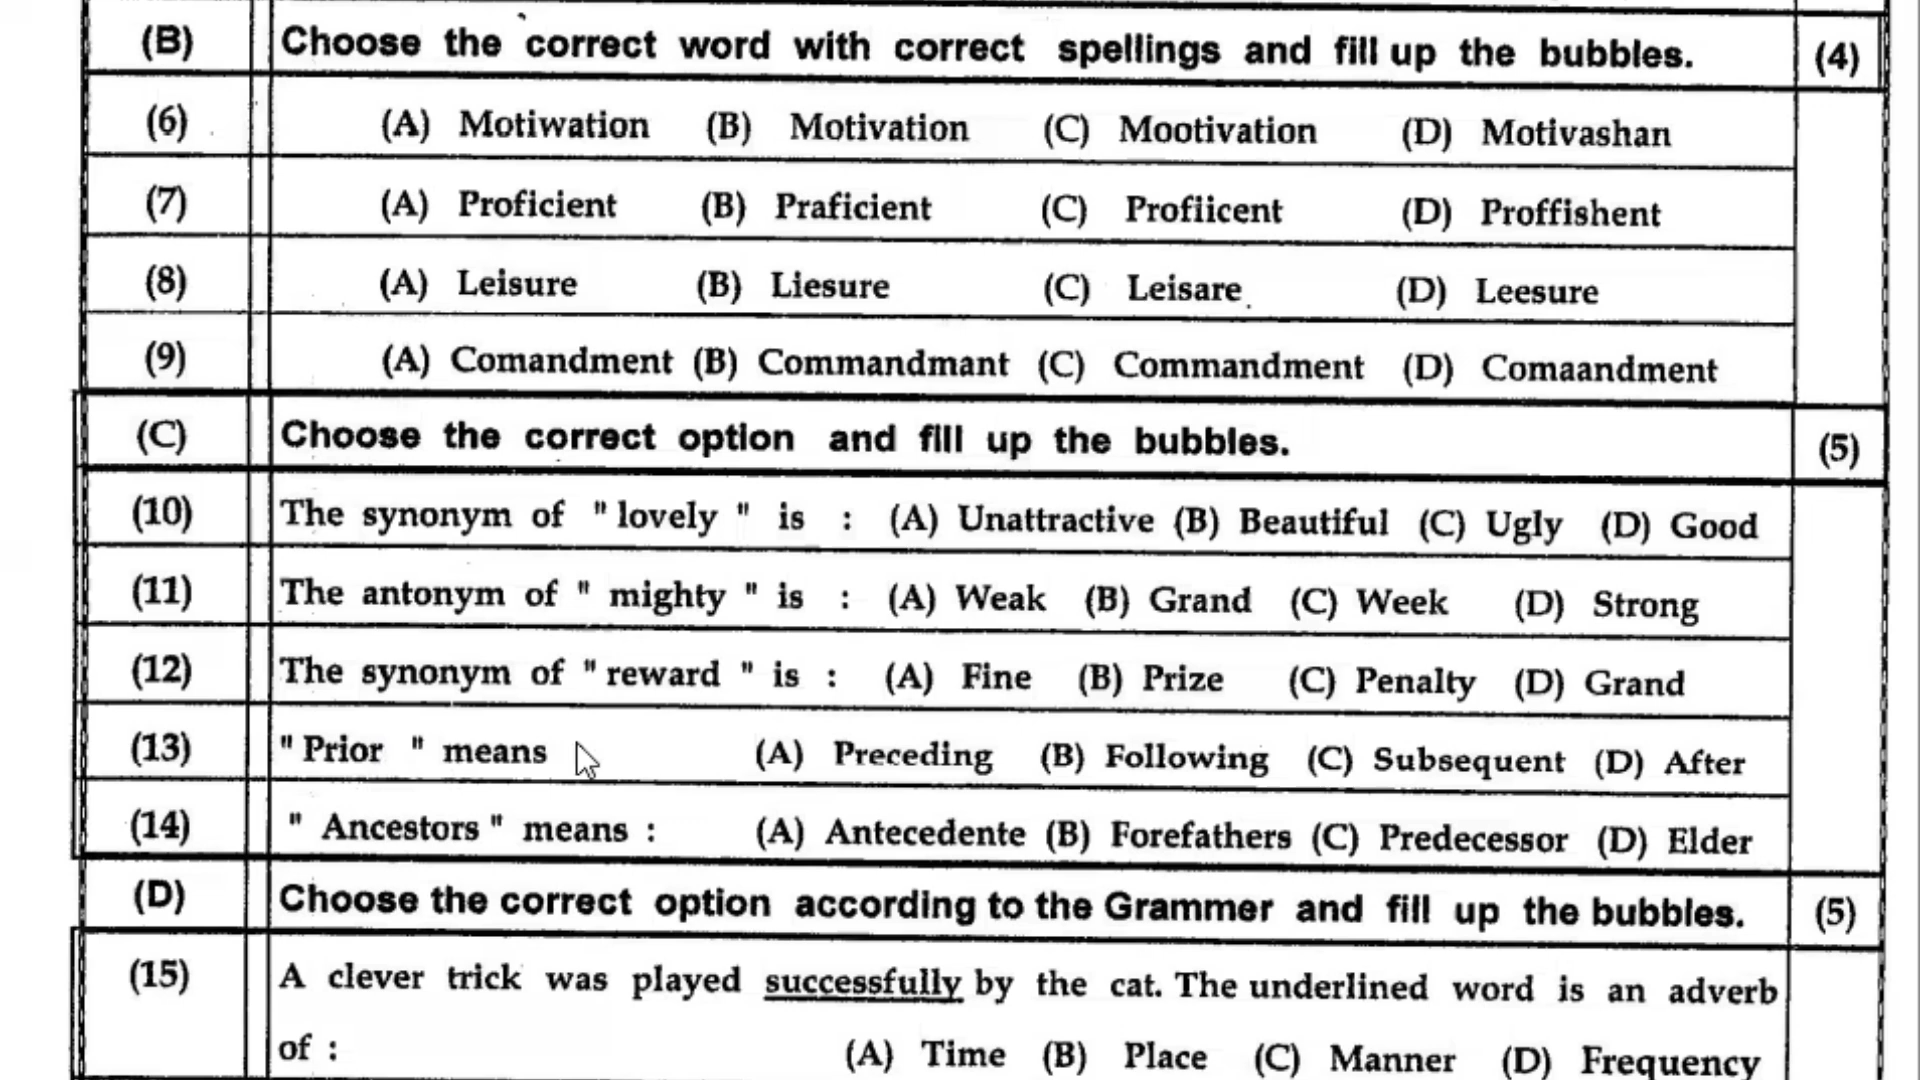 (B) Choose the correct word with correct spellings and fill up the bubbles. (4)
(6) (A) Motiwation (B) Motivation (C) Mootivation (D) Motivashan
(7) (A) Proficient (B) Praficient (C) Profiicent (D) Proffishent
(8) (A) Leisure (B) Liesure (C) Leisare (D) Leesure
(9) (A) Comandment (B) Commandmant (C) Commandment (D) Comaandment
(C) Choose the correct option and fill up the bubbles. (5)
(10) The synonym of "lovely" is : (A) Unattractive (B) Beautiful (C) Ugly (D) Good
(11) The antonym of "mighty" is : (A) Weak (B) Grand (C) Week (D) Strong
(12) The synonym of "reward" is : (A) Fine (B) Prize (C) Penalty (D) Grand
(13) "Prior" means (A) Preceding (B) Following (C) Subsequent (D) After
(14) "Ancestors" means : (A) Antecedente (B) Forefathers (C) Predecessor (D) Elder
(D) Choose the correct option according to the Grammer and fill up the bubbles. (5)
(15) A clever trick was played successfully by the cat. The underlined word is an adverb
of : (A) Time (B) Place (C) Manner (D) Frequency